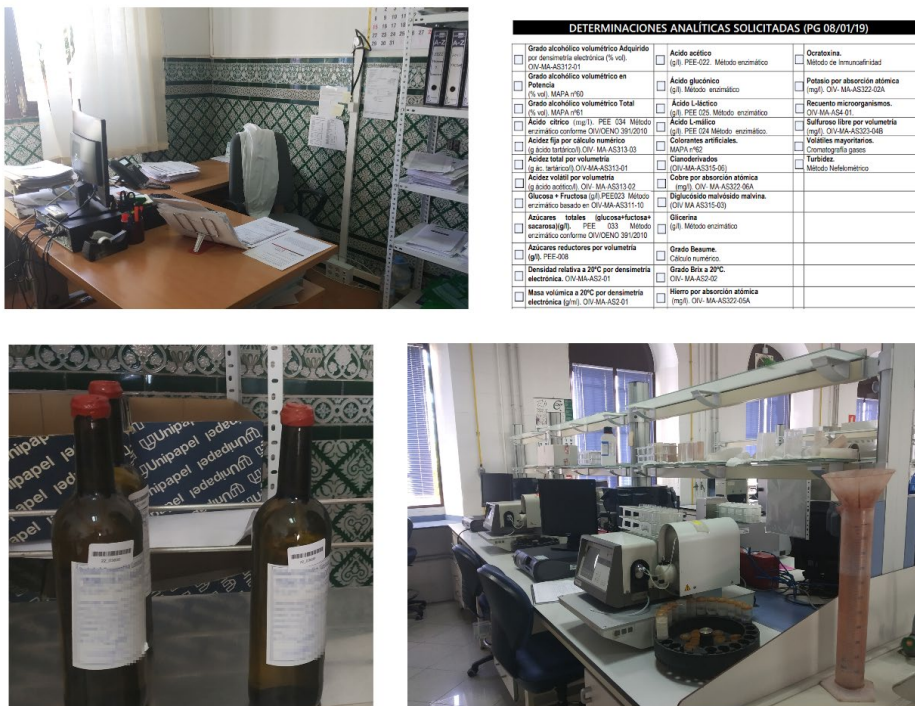 A-Z
A-Z
DETERMINACIONES ANALÍTICAS SOLICITADAS (PG 08/01/19)
Grado alcohólico volumétrico Adquirido
por densimetría electrónica (% vol).
OIV-MA-AS312-01
Grado alcohólico volumétrico en
Potencia
(% vol). MAPA nº60
Grado alcohólico volumétrico Total
(% vol). MAPA nº61
Ácido cítrico (mg/l). PEE 034 Método
enzimático conforme OIV/OENO 391/2010
Acidez fija por cálculo numérico
(g ácido tartárico/l). OIV- MA-AS313-03
Acidez total por volumetría
(g ác. tartárico/l). OIV-MA-AS313-01
Acidez volátil por volumetría
(g ácido acético/l). OIV- MA-AS313-02
Glucosa + Fructosa (g/l).PEE023 Método
enzimático basado en OIV-MA-AS311-10
Azúcares totales (glucosa+fuctosa+
sacarosa)(g/l). PEE 033 Método
enzimático conforme OIV/OENO 391/2010
Azúcares reductores por volumetría
(g/l). PEE-008
Densidad relativa a 20ºC por densimetría
electrónica. OIV-MA-AS2-01
Masa volúmica a 20ºC por densimetría
electrónica (g/ml). OIV-MA-AS2-01
Ácido acético
(g/l). PEE-022. Método enzimático
Ácido glucónico
(g/l). Método enzimático
Ácido L-láctico
(g/l). PEE 025. Método enzimático
Ácido L-málico
(g/l). PEE 024 Método enzimático.
Colorantes artificiales.
MAPA nº62
Cianoderivados
(OIV-MA-AS315-06)
Cobre por absorción atómica
(mg/l). OIV- MA-AS322-06A
Diglucósido malvósido malvina.
(OIV MA AS315-03)
Glicerina
(g/l). Método enzimático
Grado Beaume.
Cálculo numérico.
Grado Brix a 20ºC.
OIV- MA-AS2-02
Hierro por absorción atómica
(mg/l). OIV- MA-AS322-05A
Ocratoxina.
Método de Inmunoafinidad
Potasio por absorción atómica
(mg/l). OIV- MA-AS322-02A
Recuento microorganismos.
OIV-MA-AS4-01.
Sulfuroso libre por volumetría
(mg/l). OIV-MA-AS323-04B
Volátiles mayoritarios.
Cromatografía gases
Turbidez.
Método Nefelométrico
Unipapel
Unipapel
Unipapel